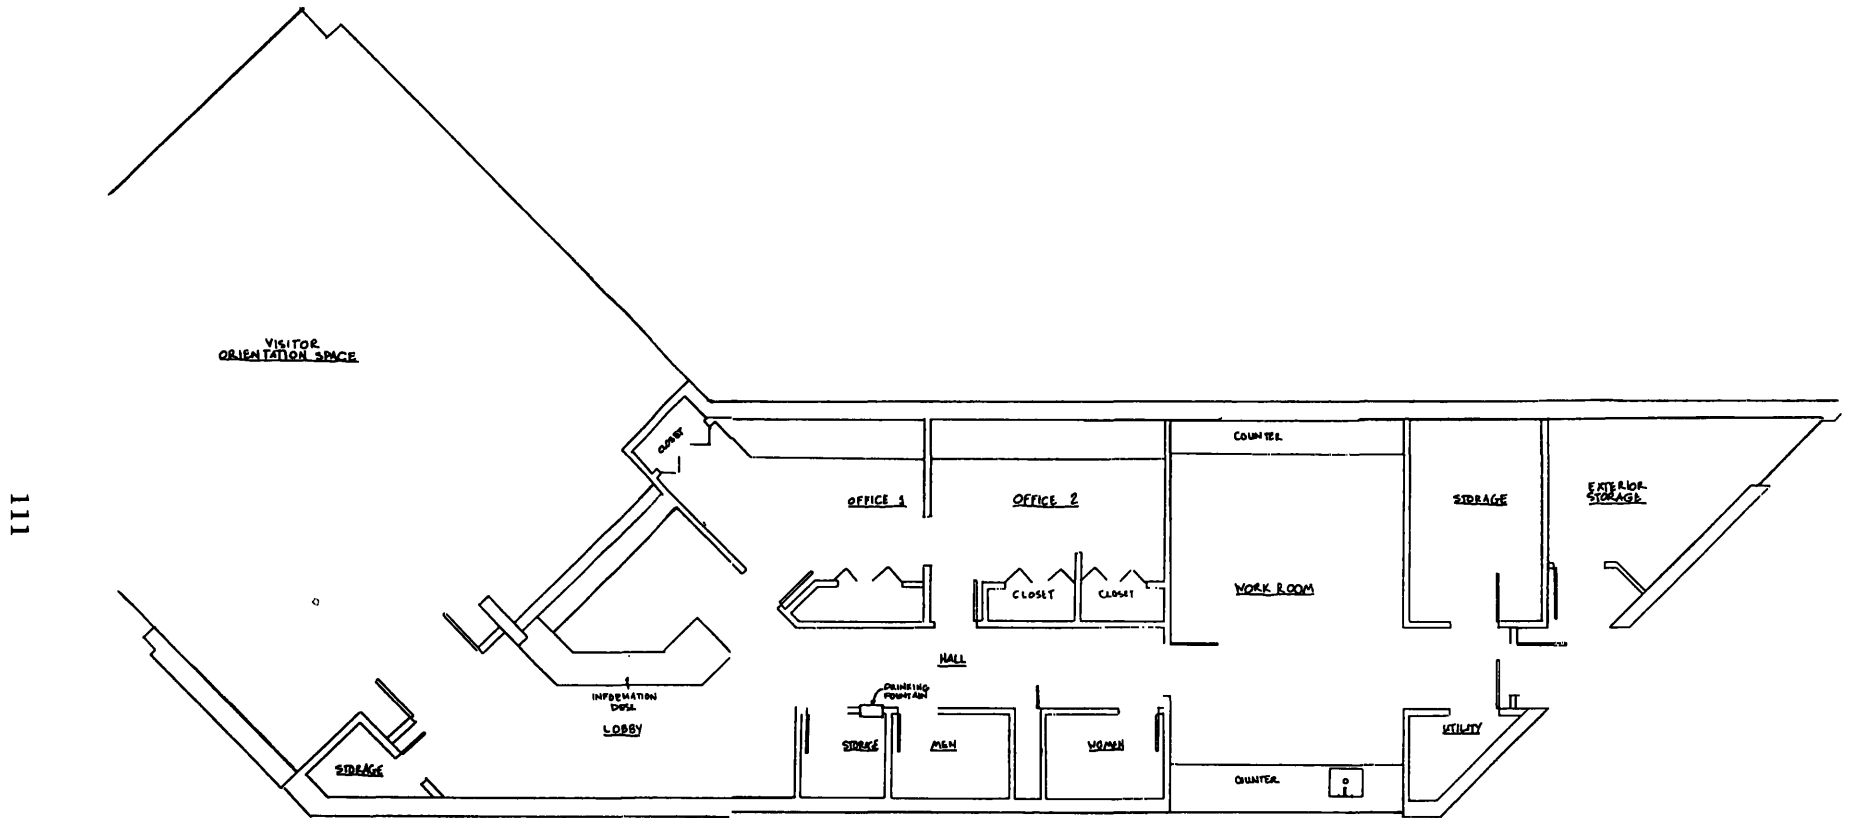 VISITOR
ORIENTATION SPACE
CLOSET
COUNTER
OFFICE 1
OFFICE 2
STORAGE
EXTERIOR
STORAGE
CLOSET
CLOSET
WORK ROOM
HALL
DRINKING
FOUNTAIN
INFORMATION
DESK
LOBBY
STORAGE
MEN
WOMEN
UTILITY
STORAGE
COUNTER
111